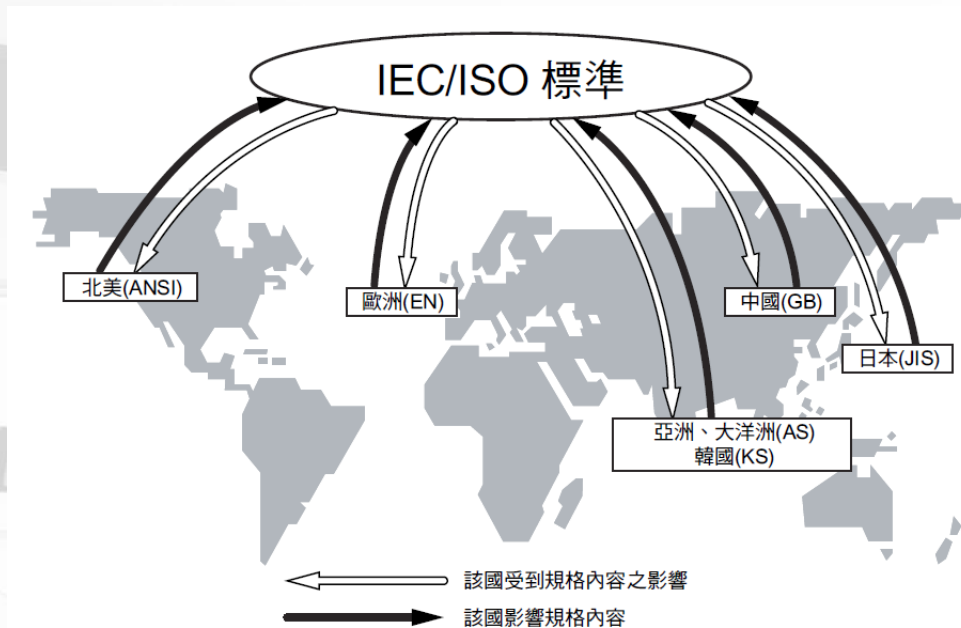 IEC/ISO 標準
北美(ANSI)
歐洲(EN)
中國(GB)
日本(JIS)
亞洲、大洋洲(AS)
韓國(KS)
該國受到規格內容之影響
該國影響規格內容